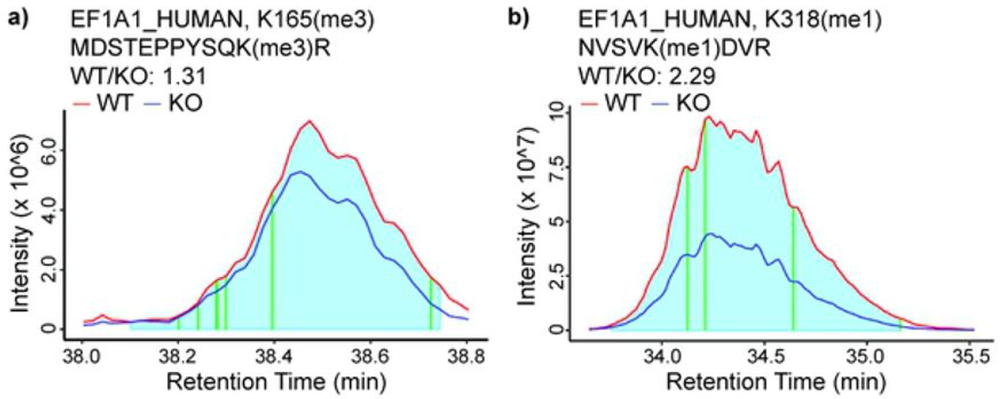 a) EF1A1_HUMAN, K165(me3)
MDSTEPPYSQK(me3)R
WT/KO: 1.31
WT KO
Intensity (x 10^6)
6.0
4.0
2.0
0
38.0 38.2 38.4 38.6 38.8
Retention Time (min)
b) EF1A1_HUMAN, K318(me1)
NVSVK(me1)DVR
WT/KO: 2.29
WT KO
Intensity (x 10^7)
10
7.5
5
2.5
0
34.0 34.5 35.0 35.5
Retention Time (min)